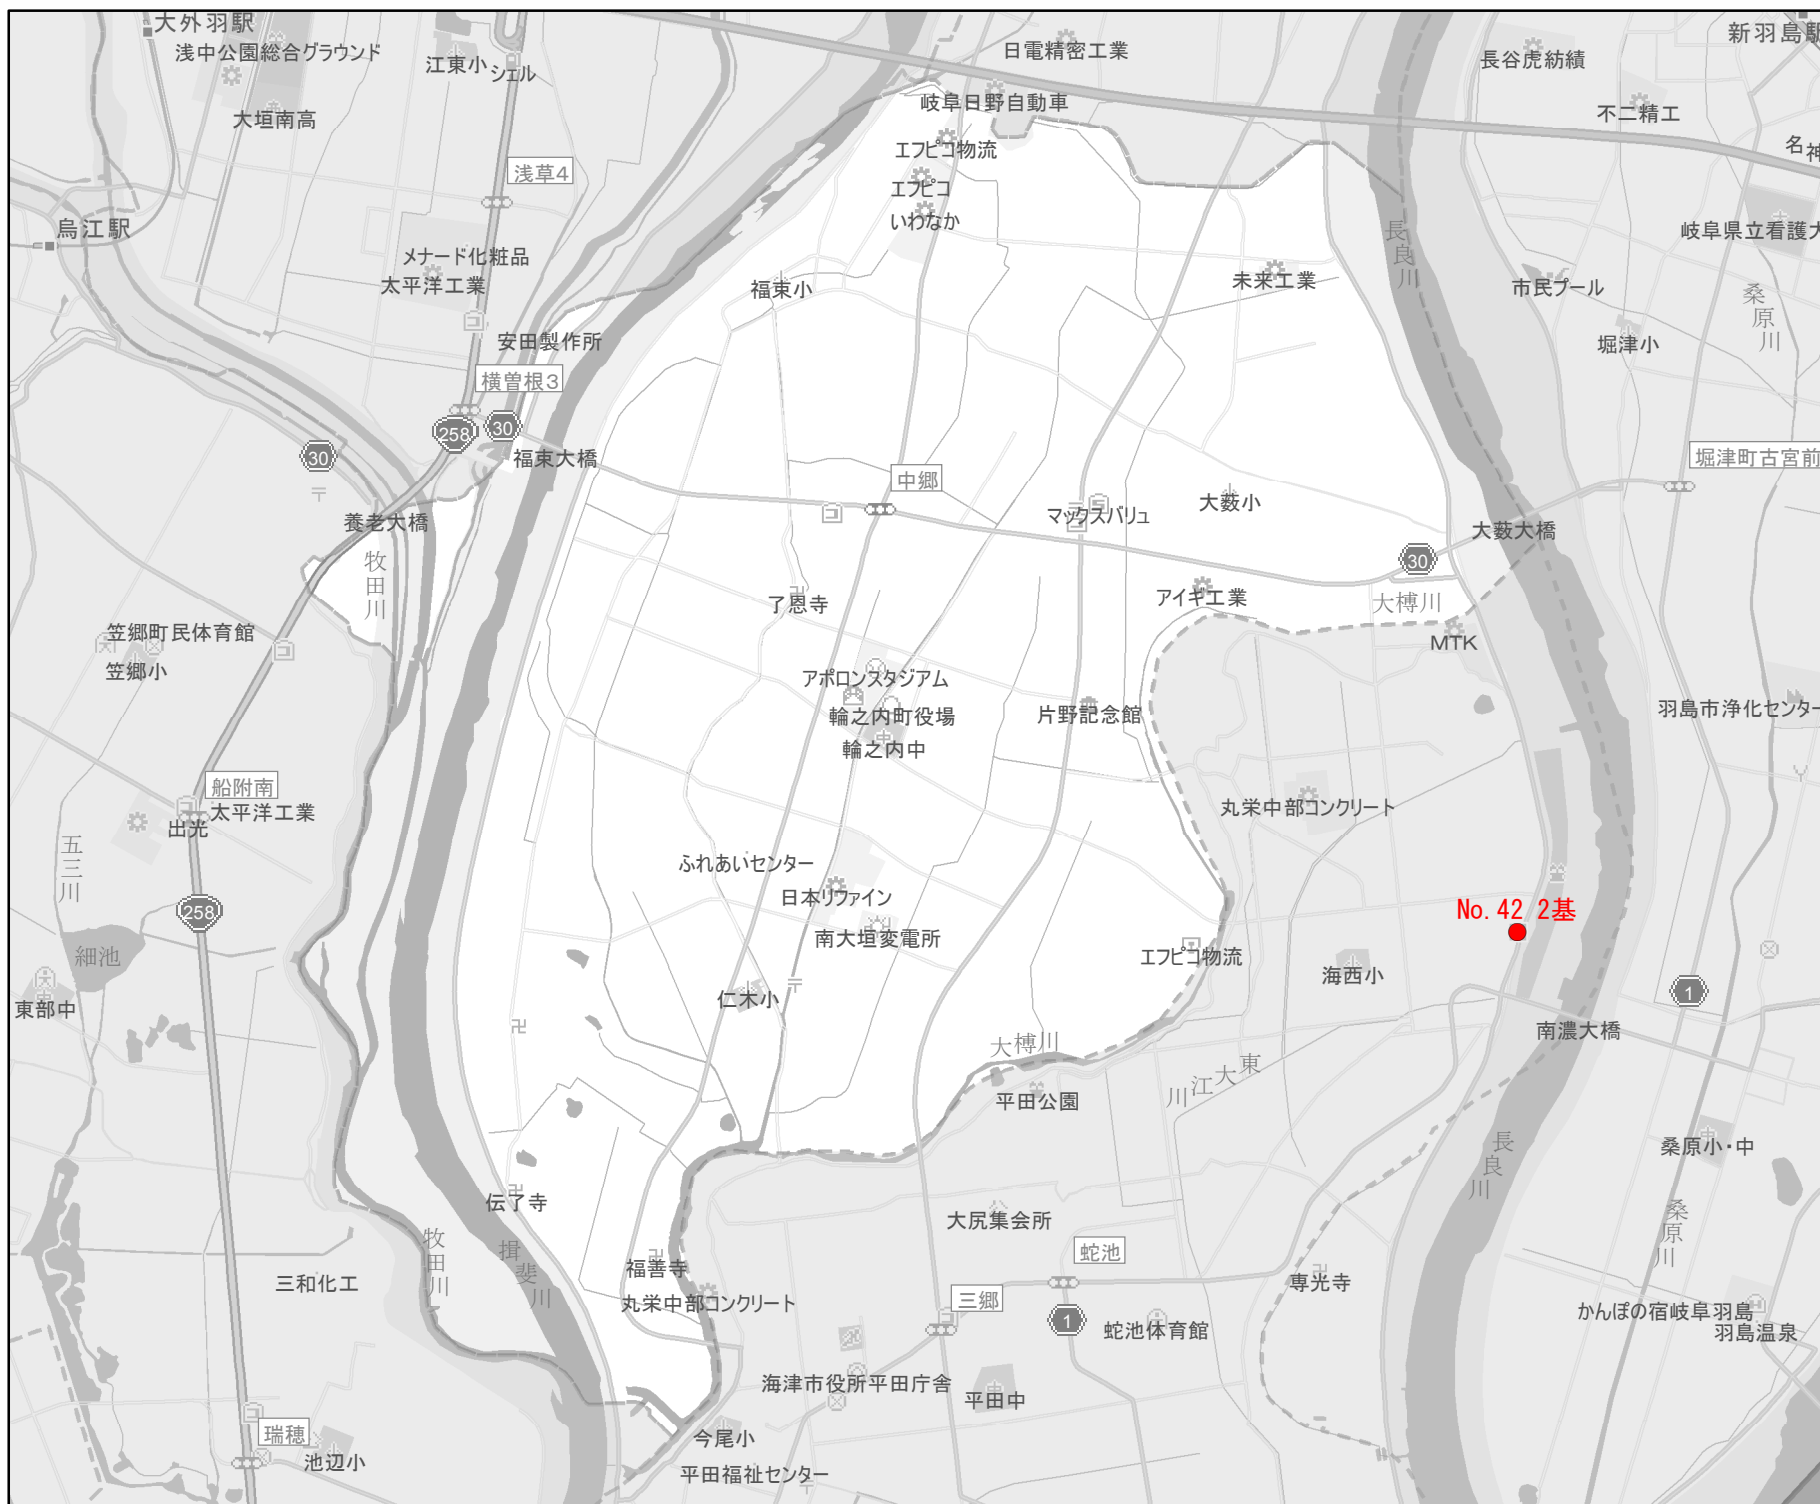 大外羽駅
浅中公園総合グラウンド
江東小
シェル
日電精密工業
新羽島駅
長谷虎紡績
大垣南高
岐阜日野自動車
不二精工
エフピコ物流
名神
浅草4
エフピコ
いわなか
烏江駅
長良川
岐阜県立看護大
メナード化粧品
太平洋工業
福束小
未来工業
市民プール
桑原川
安田製作所
堀津小
横曽根3
258
30
30
福束大橋
中郷
堀津町古宮前
養老大橋
マックスバリュ
大薮小
大薮大橋
牧田川
30
了恩寺
アイギ工業
大榑川
笠郷町民体育館
笠郷小
MTK
アポロンスタジアム
輪之内町役場
輪之内中
片野記念館
羽島市浄化センター
船附南
太平洋工業
出光
丸栄中部コンクリート
五三川
ふれあいセンター
日本リファイン
258
No.42 2基
南大垣変電所
細池
エフピコ物流
海西小
東部中
仁木小
1
南濃大橋
大榑川
東大江川
平田公園
長良川
桑原小・中
伝了寺
大尻集会所
桑原川
牧田川
揖斐川
蛇池
福善寺
三和化工
専光寺
丸栄中部コンクリート
三郷
1
蛇池体育館
かんぽの宿岐阜羽島
羽島温泉
海津市役所平田庁舎
平田中
瑞穂
今尾小
池辺小
平田福祉センター